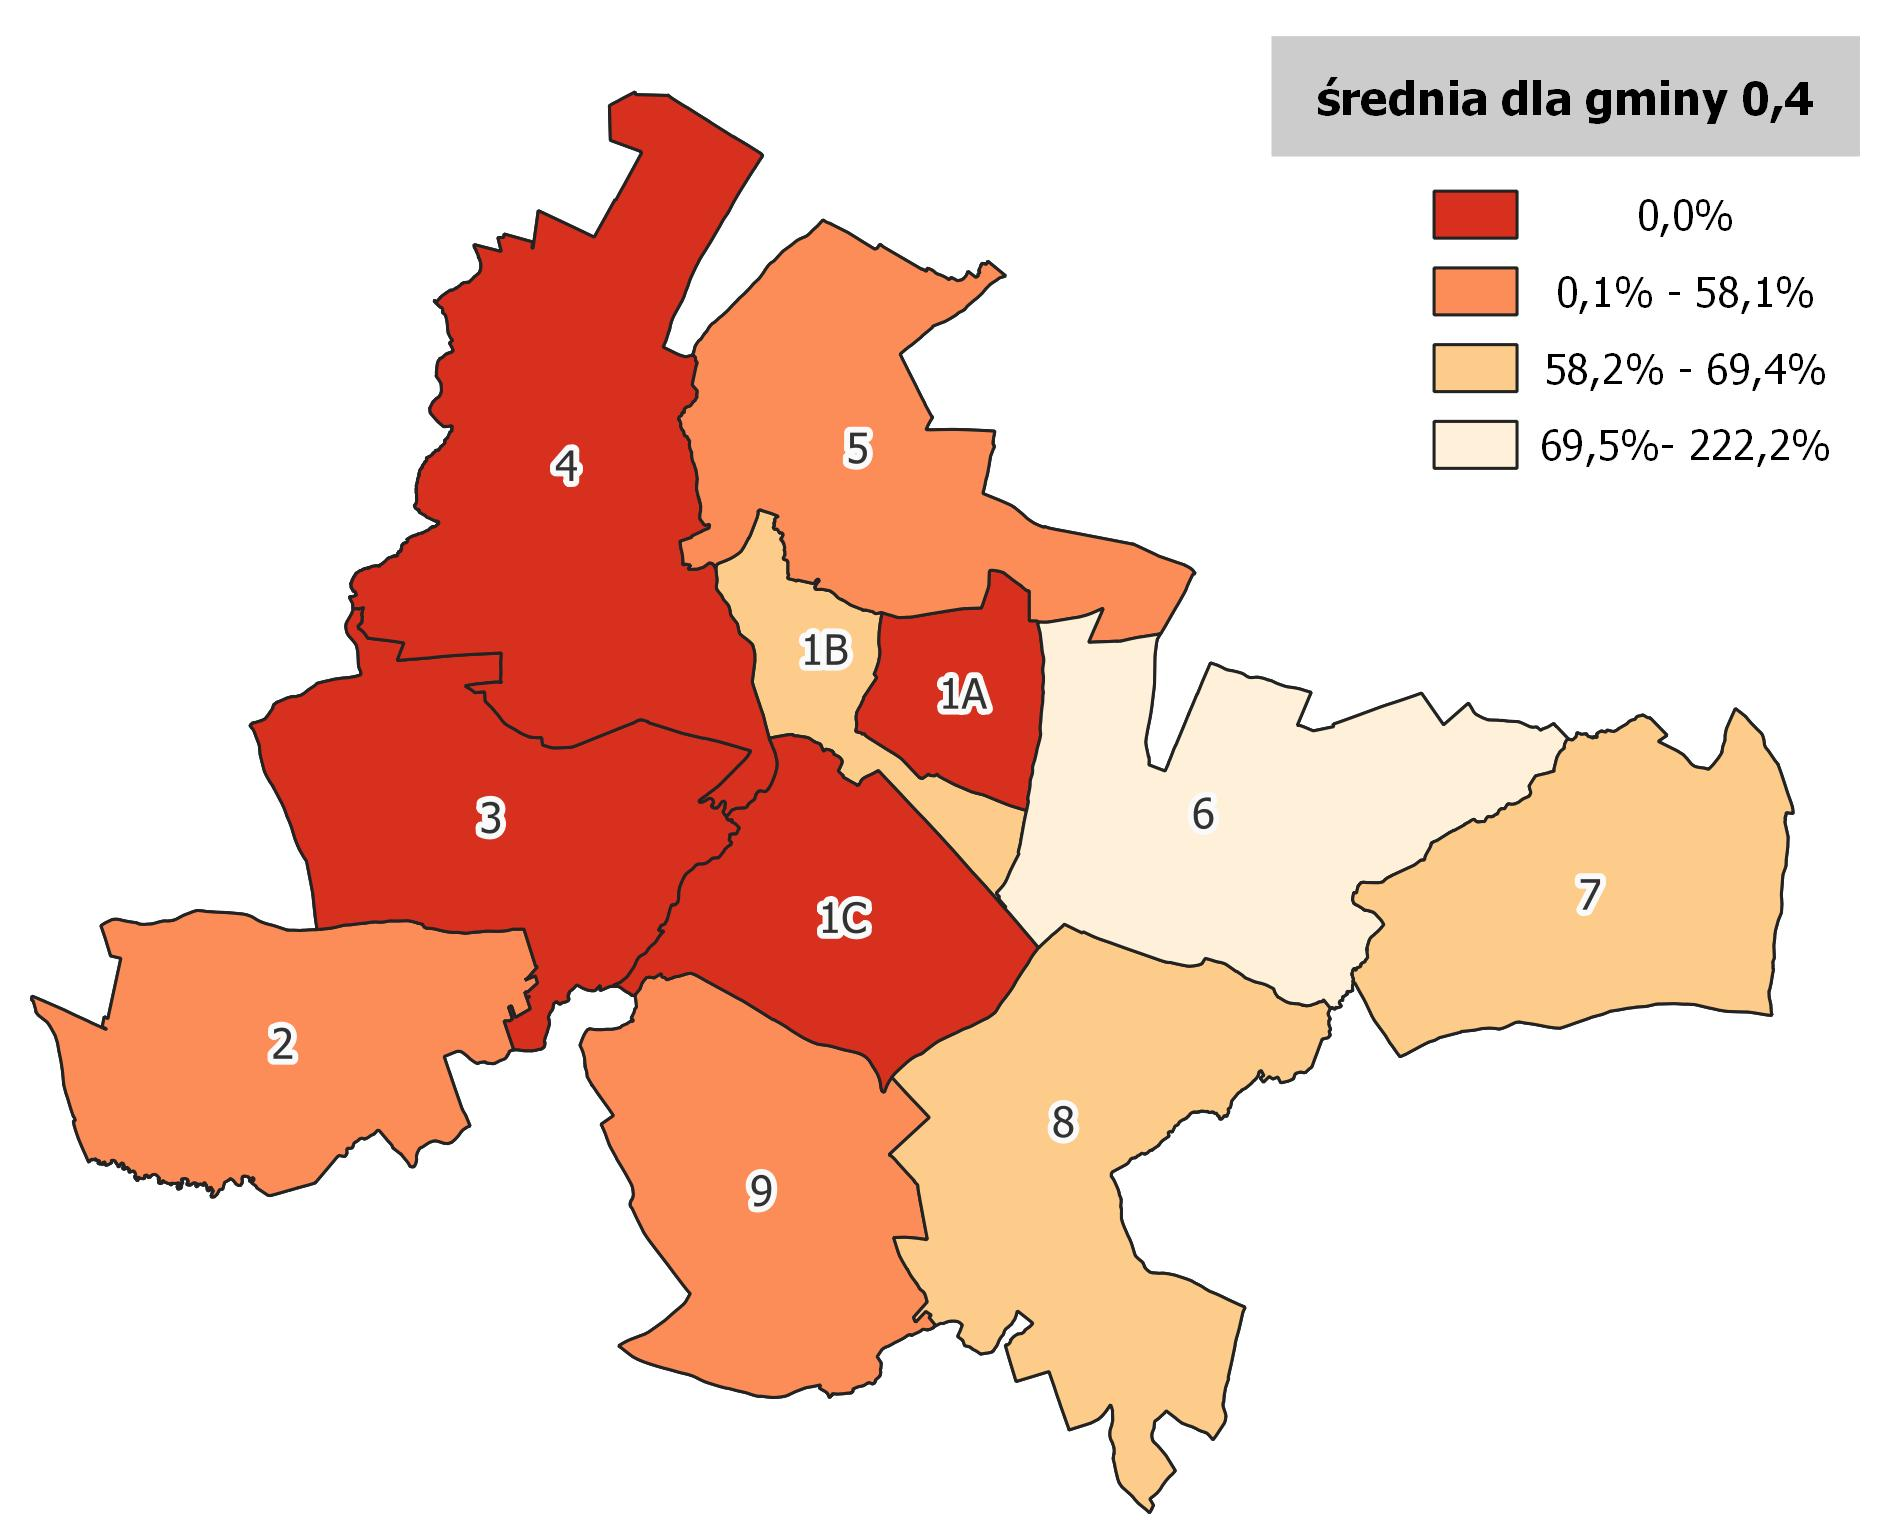 średnia dla gminy 0,4
0,0%
0,1% - 58,1%
58,2% - 69,4%
69,5%- 222,2%
4
5
1B
1A
3
6
7
1C
2
8
9